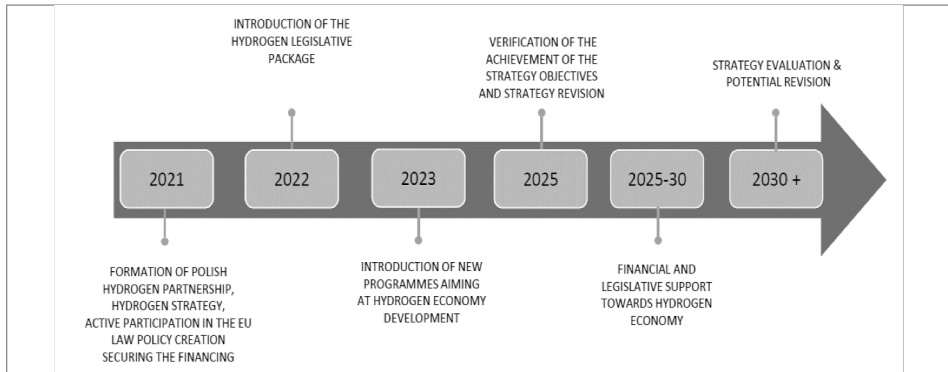 INTRODUCTION OF THE
HYDROGEN LEGISLATIVE
PACKAGE
VERIFICATION OF THE
ACHIEVEMENT OF THE
STRATEGY OBJECTIVES
AND STRATEGY REVISION
STRATEGY EVALUATION &
POTENTIAL REVISION
2021
2022
2023
2025
2025-30
2030 +
FORMATION OF POLISH
HYDROGEN PARTNERSHIP,
HYDROGEN STRATEGY,
ACTIVE PARTICIPATION IN THE EU
LAW POLICY CREATION
SECURING THE FINANCING
INTRODUCTION OF NEW
PROGRAMMES AIMING
AT HYDROGEN ECONOMY
DEVELOPMENT
FINANCIAL AND
LEGISLATIVE SUPPORT
TOWARDS HYDROGEN
ECONOMY